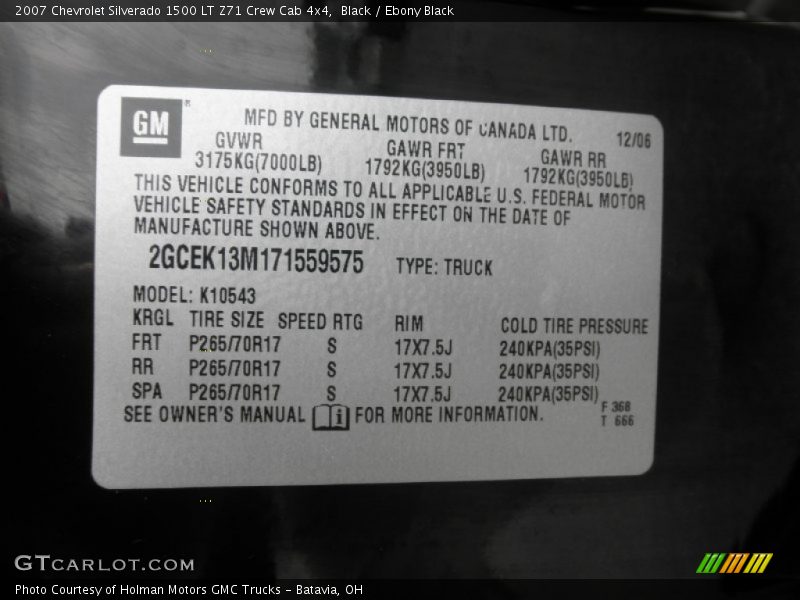 2007 Chevrolet Silverado 1500 LT Z71 Crew Cab 4x4, Black / Ebony Black
GM ®
MFD BY GENERAL MOTORS OF CANADA LTD. 12/06
GVWR GAWR FRT GAWR RR
3175KG(7000LB) 1792KG(3950LB) 1792KG(3950LB)
THIS VEHICLE CONFORMS TO ALL APPLICABLE U.S. FEDERAL MOTOR
VEHICLE SAFETY STANDARDS IN EFFECT ON THE DATE OF
MANUFACTURE SHOWN ABOVE.
2GCEK13M171559575 TYPE: TRUCK
MODEL: K10543
KRGL TIRE SIZE SPEED RTG RIM COLD TIRE PRESSURE
FRT P265/70R17 S 17X7.5J 240KPA(35PSI)
RR P265/70R17 S 17X7.5J 240KPA(35PSI)
SPA P265/70R17 S 17X7.5J 240KPA(35PSI)
SEE OWNER'S MANUAL i FOR MORE INFORMATION.
F 368
T 666
GTCARLOT.COM
Photo Courtesy of Holman Motors GMC Trucks - Batavia, OH